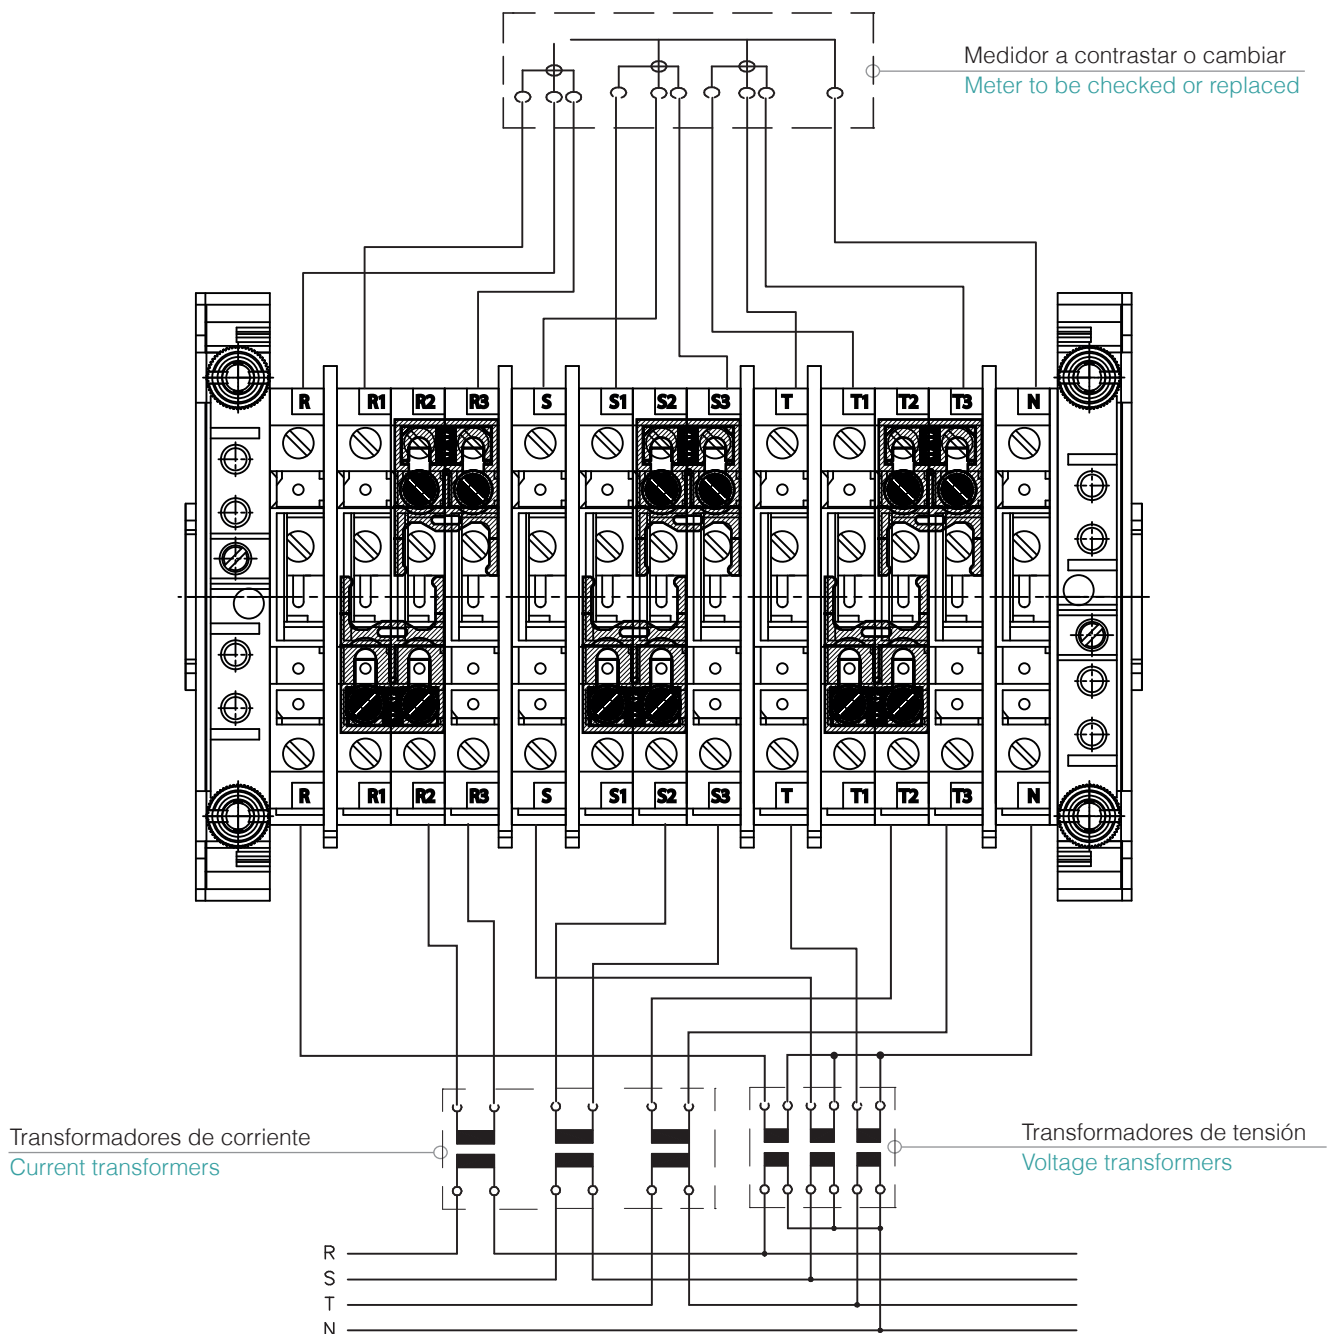 Medidor a contrastar o cambiar
Meter to be checked or replaced
R R1 R2 R3 S S1 S2 S3 T T1 T2 T3 N
R R1 R2 R3 S S1 S2 S3 T T1 T2 T3 N
Transformadores de corriente
Current transformers
Transformadores de tensión
Voltage transformers
R
S
T
N